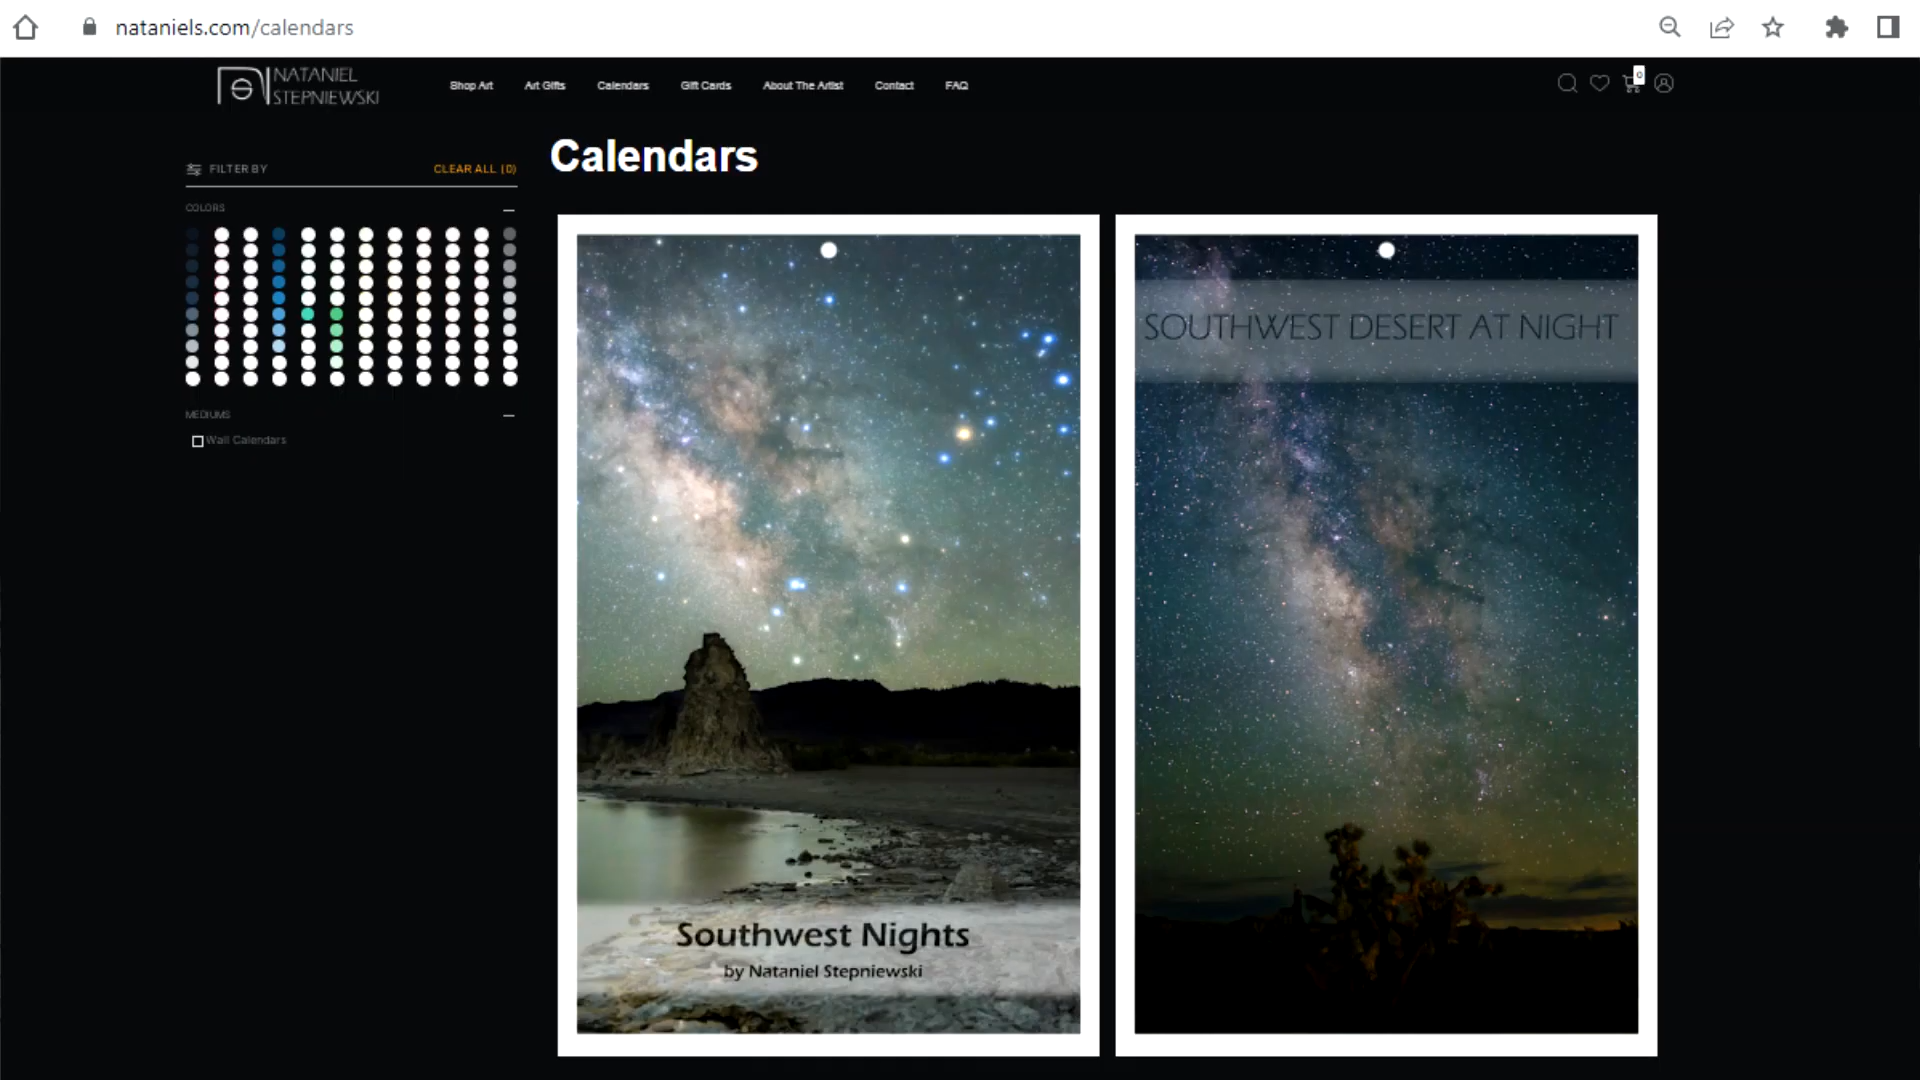 nataniels.com/calendars
NATANIEL
STEPNIEWSKI
Shop Art
Art Gifts
Calendars
Gift Cards
About The Artist
Contact
FAQ
0
FILTER BY
CLEAR ALL (0)
Calendars
COLORS
MEDIUMS
Wall Calendars
SOUTHWEST DESERT AT NIGHT
Southwest Nights
by Nataniel Stepniewski